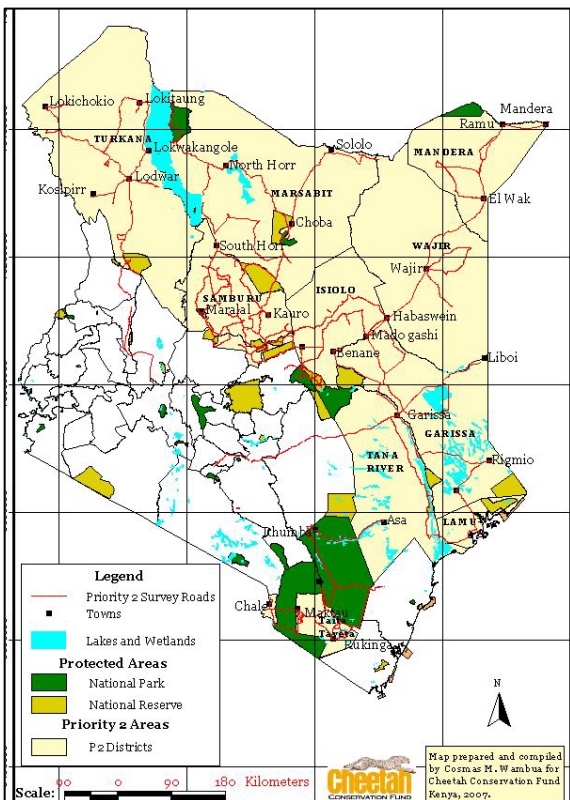 Lokichokio
Lokitaung
TURKANA
Lokwakangole
Lodwar
North Horr
MARSABIT
Sololo
Mandera
Ramu
MANDERA
El Wak
Choba
South Horr
WAJIR
Wajir
SAMBURU
ISIOLO
Maralal
Kauro
Habaswein
Mado gashi
Benane
Liboi
Garissa
GARISSA
TANA
RIVER
Rigmio
Asa
LAMU
Chale
Maktau
Taita
Taveta
Rukinga
Legend
Priority 2 Survey Roads
Towns
Lakes and Wetlands
Protected Areas
National Park
National Reserve
Priority 2 Areas
P2 Districts
N
90 0 90 180 Kilometers
Scale:
Cheetah
CONSERVATION FUND
Map prepared and compiled
by Cosmas M. Wambua for
Cheetah Conservation Fund
Kenya, 2007.